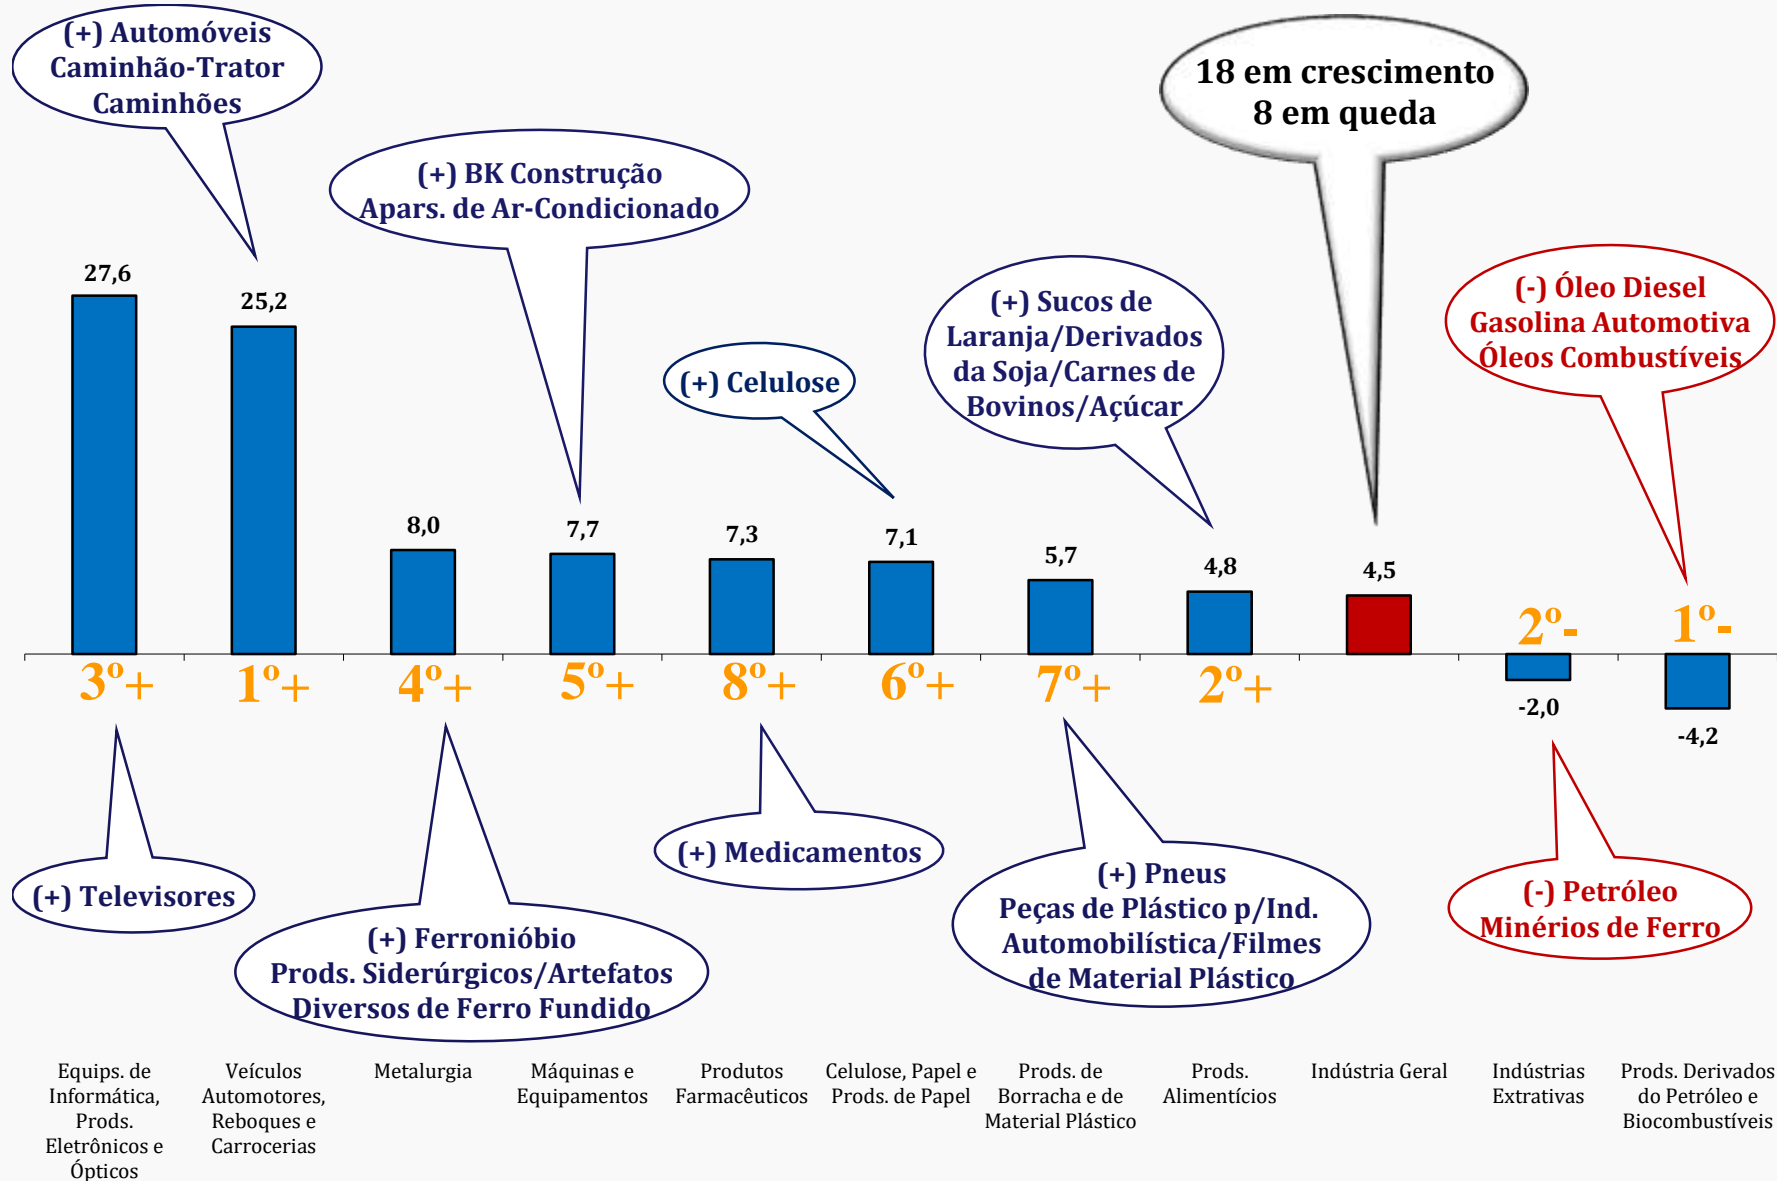 (+) Automóveis
Caminhão-Trator
Caminhões
18 em crescimento
8 em queda
(+) BK Construção
Apars. de Ar-Condicionado
(+) Sucos de
Laranja/Derivados
da Soja/Carnes de
Bovinos/Açúcar
(-) Óleo Diesel
Gasolina Automotiva
Óleos Combustíveis
(+) Celulose
27,6
25,2
8,0
7,7
7,3
7,1
5,7
4,8
4,5
2º-
1º-
3º+
1º+
4º+
5º+
8º+
6º+
7º+
2º+
-2,0
-4,2
(+) Televisores
(+) Ferronióbio
Prods. Siderúrgicos/Artefatos
Diversos de Ferro Fundido
(+) Medicamentos
(+) Pneus
Peças de Plástico p/Ind.
Automobilística/Filmes
de Material Plástico
(-) Petróleo
Minérios de Ferro
Equips. de
Informática,
Prods.
Eletrônicos e
Ópticos
Veículos
Automotores,
Reboques e
Carrocerias
Metalurgia
Máquinas e
Equipamentos
Produtos
Farmacêuticos
Celulose, Papel e
Prods. de Papel
Prods. de
Borracha e de
Material Plástico
Prods.
Alimentícios
Indústria Geral
Indústrias
Extrativas
Prods. Derivados
do Petróleo e
Biocombustíveis